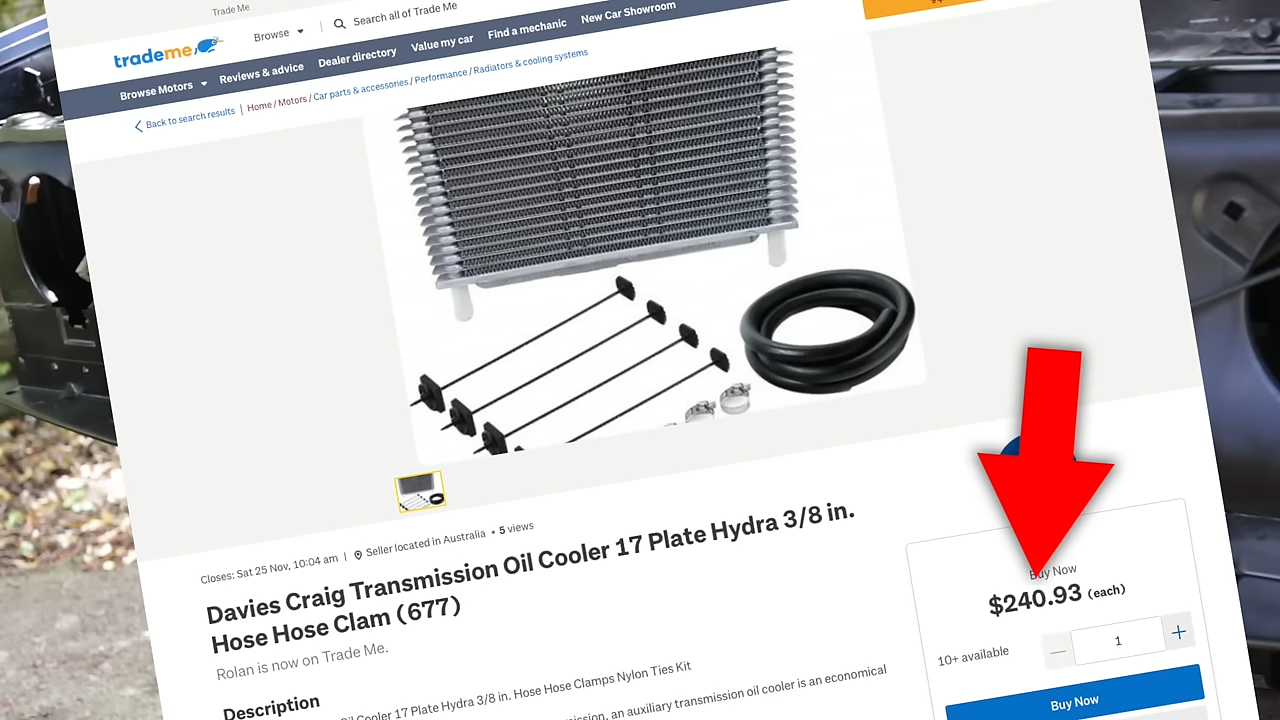 Trade Me
trademe
Browse
Search all of Trade Me
Browse Motors
Reviews & advice
Dealer directory
Value my car
Find a mechanic
New Car Showroom
Back to search results | Home / Motors / Car parts & accessories / Performance / Radiators & cooling systems
Closes: Sat 25 Nov, 10:04 am | Seller located in Australia • 5 views
Davies Craig Transmission Oil Cooler 17 Plate Hydra 3/8 in.
Hose Hose Clam (677)
Rolan is now on Trade Me.
Description
Oil Cooler 17 Plate Hydra 3/8 in. Hose Hose Clamps Nylon Ties Kit
an auxiliary transmission oil cooler is an economical
Buy Now
$240.93 (each)
10+ available
1
Buy Now